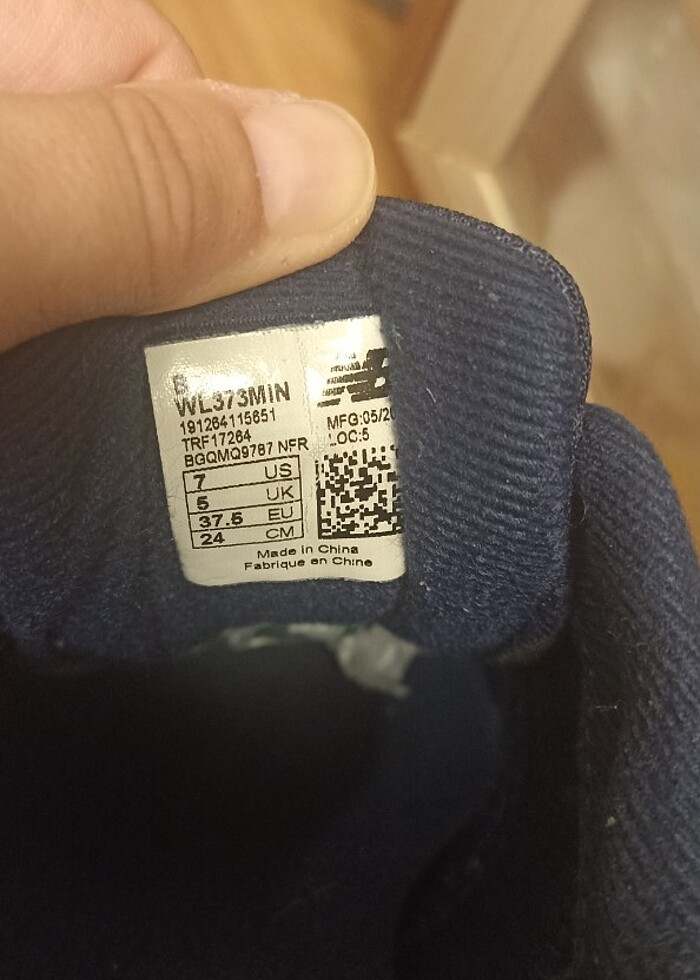 B
WL373MIN
191264115651
TRF17264
BGQMQ9767 NFR
7 US
5 UK
37.5 EU
24 CM
MFG:05/20
LOC:5
Made in China
Fabrique en Chine